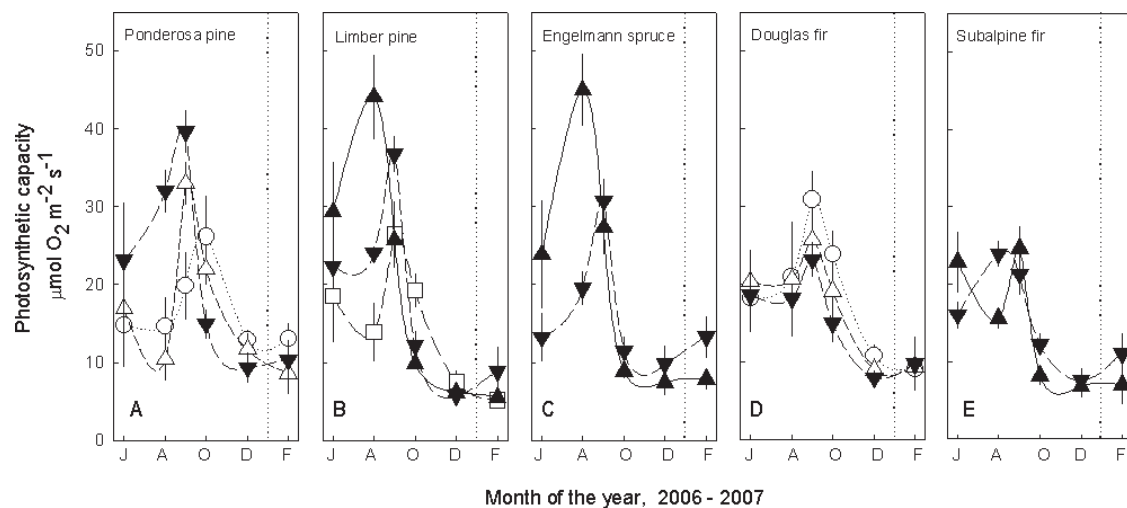 Ponderosa pine
Limber pine
Engelmann spruce
Douglas fir
Subalpine fir
Photosynthetic capacity
μmol O₂ m⁻² s⁻¹
50
40
30
20
10
0
A
B
C
D
E
J A O D F
J A O D F
J A O D F
J A O D F
J A O D F
Month of the year, 2006 - 2007